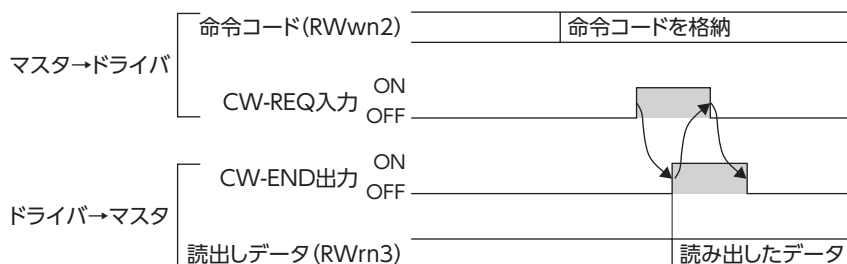 命令コード(RWwn2)
命令コードを格納
マスタ→ドライバ
CW-REQ入力
ON
OFF
CW-END出力
ON
OFF
ドライバ→マスタ
読出しデータ(RWrn3)
読み出したデータ